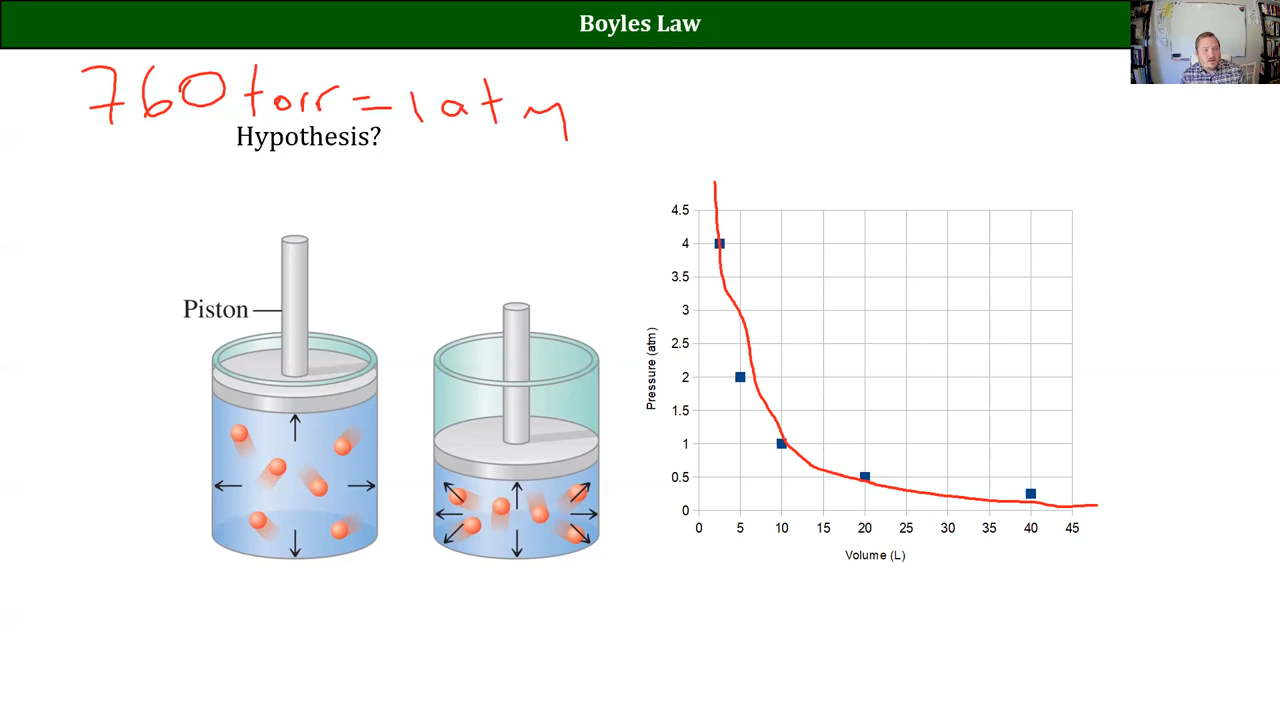 Boyles Law
760 torr = 1 atm
Hypothesis?
Piston
4.5
4
3.5
3
2.5
2
1.5
1
0.5
0
Pressure (atm)
0 5 10 15 20 25 30 35 40 45
Volume (L)